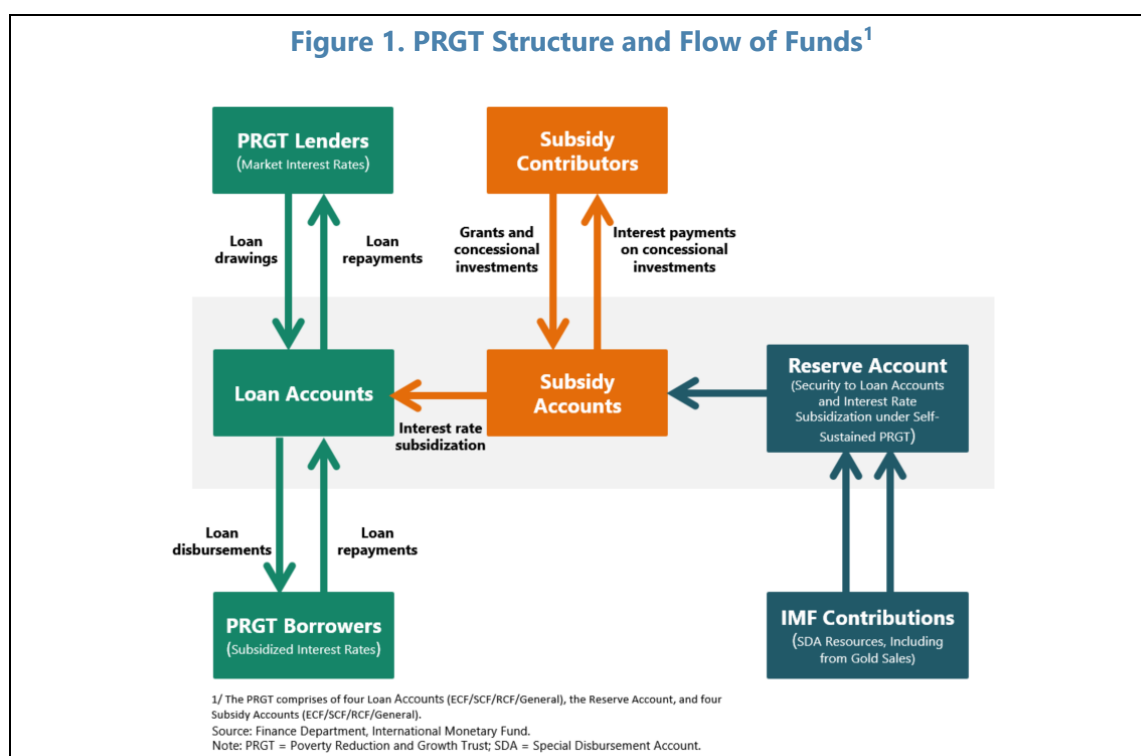 Figure 1. PRGT Structure and Flow of Funds¹
PRGT Lenders
(Market Interest Rates)
Subsidy
Contributors
Loan
drawings
Loan
repayments
Grants and
concessional
investments
Interest payments
on concessional
investments
Loan Accounts
Interest rate
subsidization
Subsidy
Accounts
Reserve Account
(Security to Loan Accounts
and Interest Rate
Subsidization under Self-
Sustained PRGT)
Loan
disbursements
Loan
repayments
PRGT Borrowers
(Subsidized Interest Rates)
IMF Contributions
(SDA Resources, Including
from Gold Sales)
1/ The PRGT comprises of four Loan Accounts (ECF/SCF/RCF/General), the Reserve Account, and four
Subsidy Accounts (ECF/SCF/RCF/General).
Source: Finance Department, International Monetary Fund.
Note: PRGT = Poverty Reduction and Growth Trust; SDA = Special Disbursement Account.